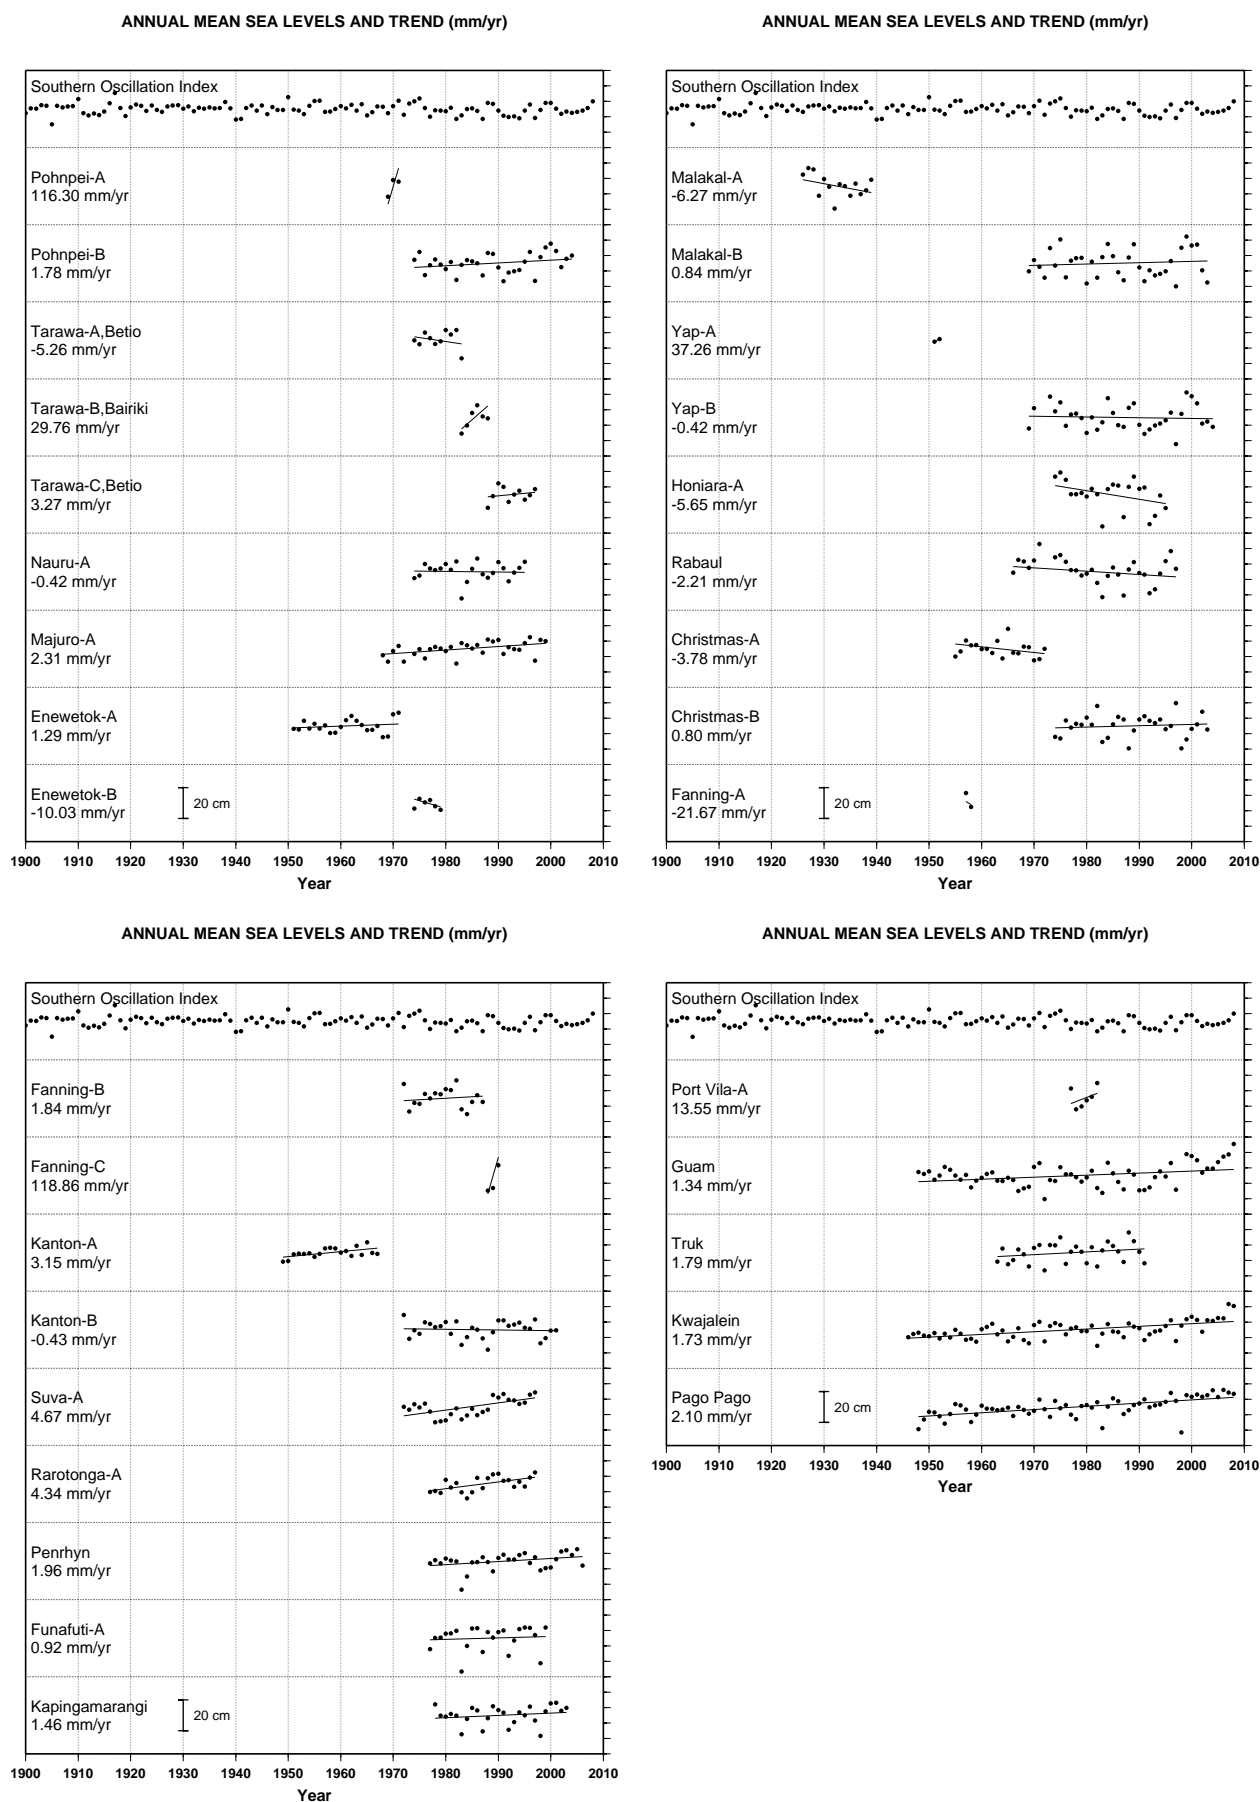 ANNUAL MEAN SEA LEVELS AND TREND (mm/yr)
Southern Oscillation Index
Pohnpei-A
116.30 mm/yr
Pohnpei-B
1.78 mm/yr
Tarawa-A,Betio
-5.26 mm/yr
Tarawa-B,Bairiki
29.76 mm/yr
Tarawa-C,Betio
3.27 mm/yr
Nauru-A
-0.42 mm/yr
Majuro-A
2.31 mm/yr
Enewetok-A
1.29 mm/yr
Enewetok-B
-10.03 mm/yr
20 cm
1900 1910 1920 1930 1940 1950 1960 1970 1980 1990 2000 2010
Year
ANNUAL MEAN SEA LEVELS AND TREND (mm/yr)
Southern Oscillation Index
Malakal-A
-6.27 mm/yr
Malakal-B
0.84 mm/yr
Yap-A
37.26 mm/yr
Yap-B
-0.42 mm/yr
Honiara-A
-5.65 mm/yr
Rabaul
-2.21 mm/yr
Christmas-A
-3.78 mm/yr
Christmas-B
0.80 mm/yr
Fanning-A
-21.67 mm/yr
20 cm
1900 1910 1920 1930 1940 1950 1960 1970 1980 1990 2000 2010
Year
ANNUAL MEAN SEA LEVELS AND TREND (mm/yr)
Southern Oscillation Index
Fanning-B
1.84 mm/yr
Fanning-C
118.86 mm/yr
Kanton-A
3.15 mm/yr
Kanton-B
-0.43 mm/yr
Suva-A
4.67 mm/yr
Rarotonga-A
4.34 mm/yr
Penrhyn
1.96 mm/yr
Funafuti-A
0.92 mm/yr
Kapingamarangi
1.46 mm/yr
20 cm
1900 1910 1920 1930 1940 1950 1960 1970 1980 1990 2000 2010
Year
ANNUAL MEAN SEA LEVELS AND TREND (mm/yr)
Southern Oscillation Index
Port Vila-A
13.55 mm/yr
Guam
1.34 mm/yr
Truk
1.79 mm/yr
Kwajalein
1.73 mm/yr
Pago Pago
2.10 mm/yr
20 cm
1900 1910 1920 1930 1940 1950 1960 1970 1980 1990 2000 2010
Year